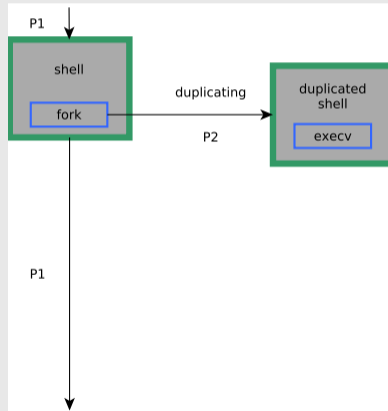 P1
shell
fork
duplicating
P2
duplicated
shell
execv
P1